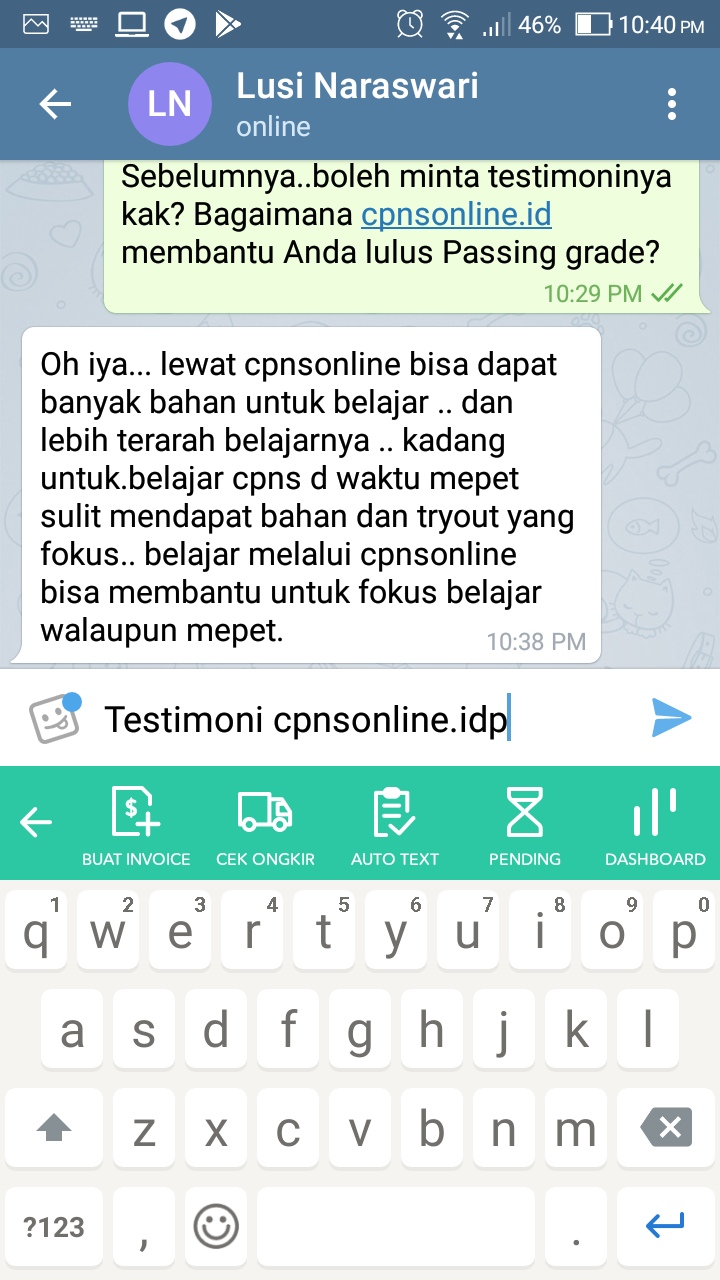 46% 10:40 PM
LN
Lusi Naraswari
online
Sebelumnya..boleh minta testimoninya
kak? Bagaimana cpnsonline.id
membantu Anda lulus Passing grade?
10:29 PM
Oh iya... lewat cpnsonline bisa dapat
banyak bahan untuk belajar .. dan
lebih terarah belajarnya .. kadang
untuk.belajar cpns d waktu mepet
sulit mendapat bahan dan tryout yang
fokus.. belajar melalui cpnsonline
bisa membantu untuk fokus belajar
walaupun mepet.
10:38 PM
Testimoni cpnsonline.idp
$
BUAT INVOICE CEK ONGKIR AUTO TEXT PENDING DASHBOARD
1 2 3 4 5 6 7 8 9 0
q w e r t y u i o p
a s d f g h j k l
z x c v b n m
?123 , .